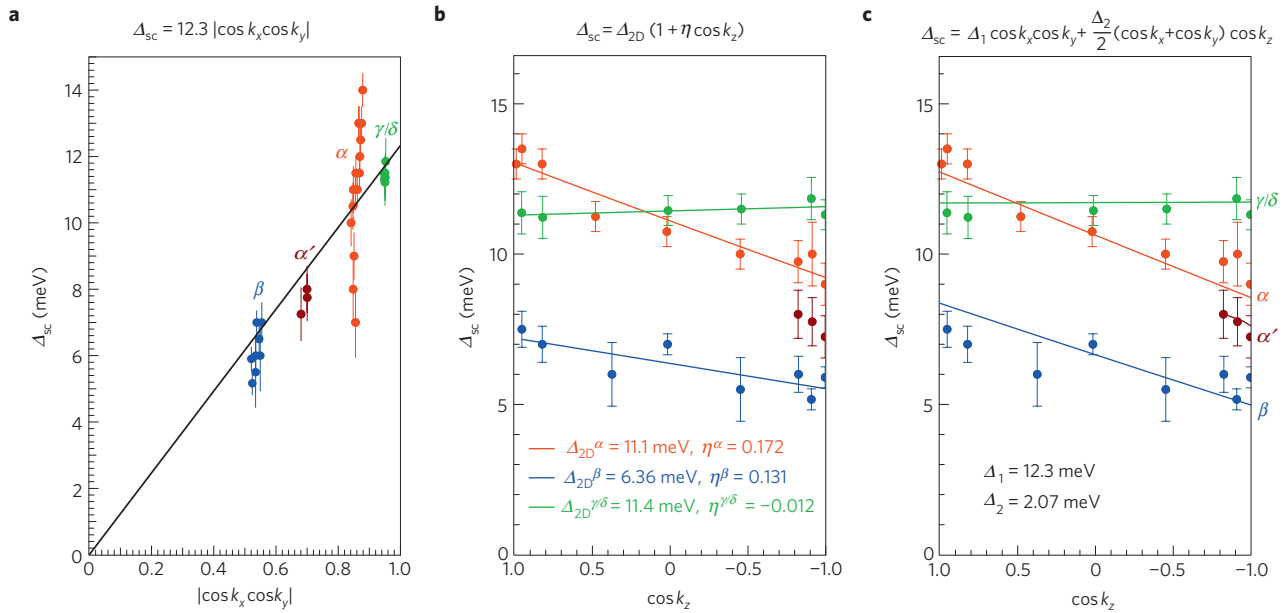 a
Δsc = 12.3 |cos kx cos ky|
Δsc (meV)
14
12
10
8
6
4
2
0
0 0.2 0.4 0.6 0.8 1.0
|cos kx cos ky|
β
α′
α
γ/δ
b
Δsc = Δ2D (1 + η cos kz)
Δsc (meV)
15
10
5
0
1.0 0.5 0 −0.5 −1.0
cos kz
Δ2Dα = 11.1 meV, ηα = 0.172
Δ2Dβ = 6.36 meV, ηβ = 0.131
Δ2Dγ/δ = 11.4 meV, ηγ/δ = −0.012
c
Δsc = Δ1 cos kx cos ky + Δ2/2 (cos kx + cos ky) cos kz
Δsc (meV)
15
10
5
0
1.0 0.5 0 −0.5 −1.0
cos kz
γ/δ
α
α′
β
Δ1 = 12.3 meV
Δ2 = 2.07 meV